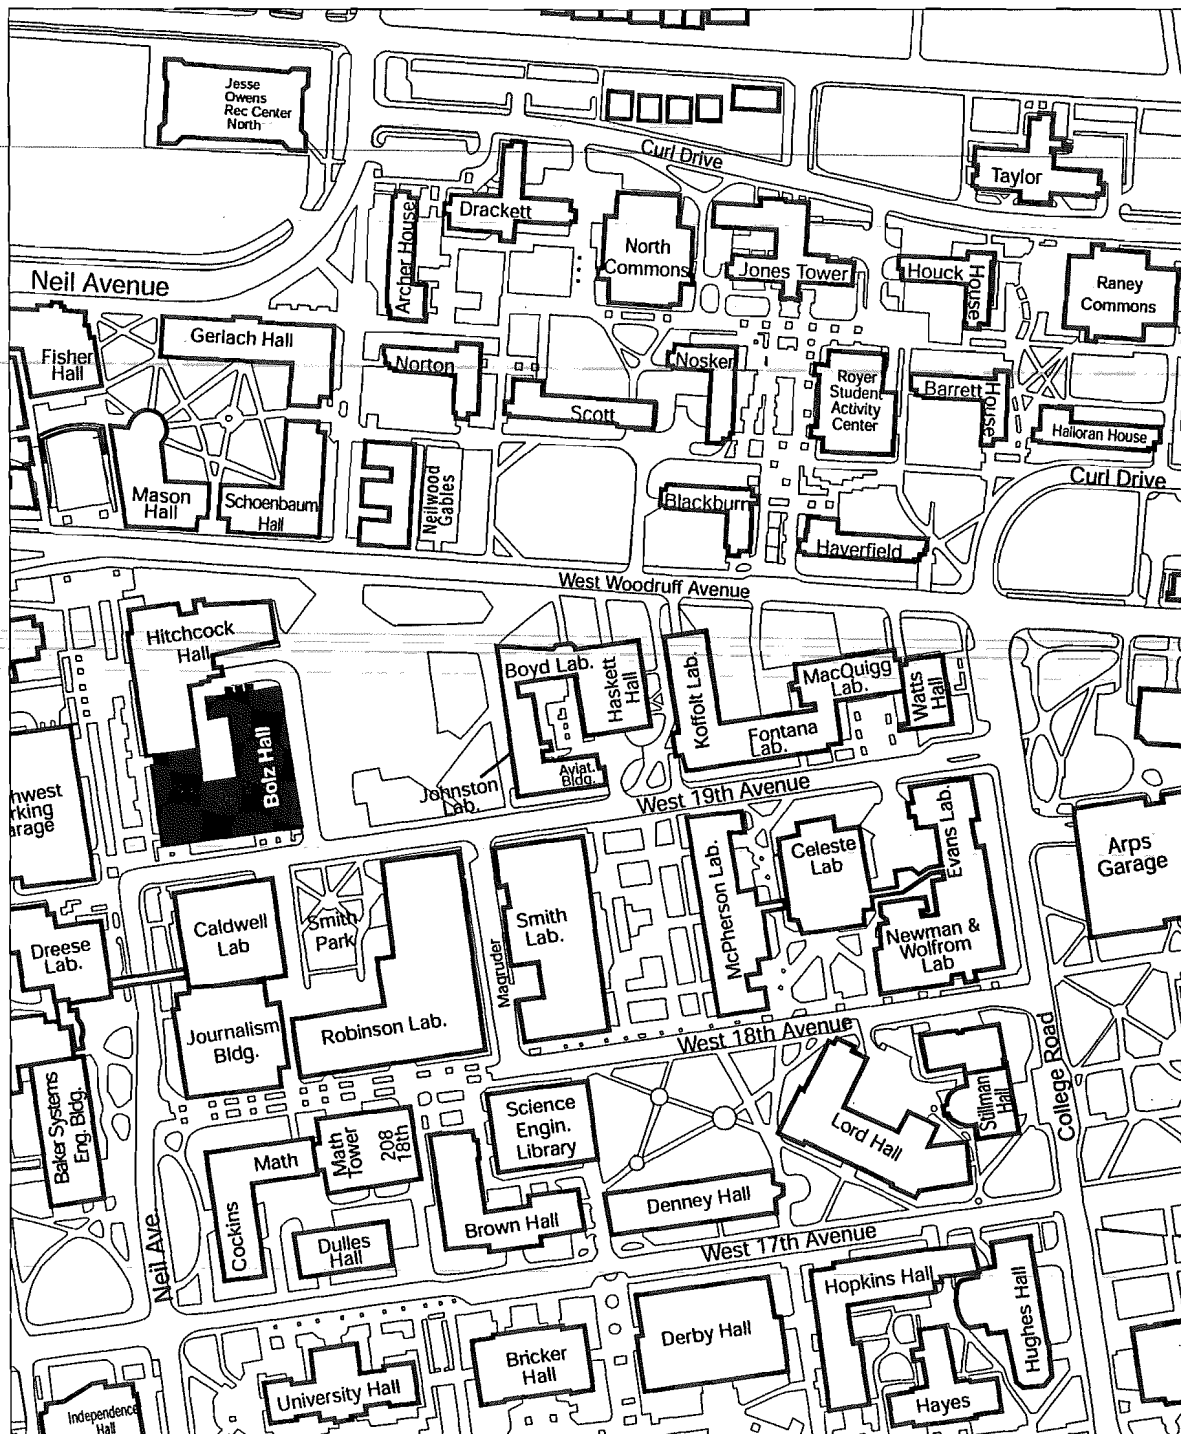 Jesse
Owens
Rec Center
North
Curl Drive
Taylor
Archer House
Drackett
North
Commons
Jones Tower
Houck
House
Raney
Commons
Neil Avenue
Fisher
Hall
Gerlach Hall
Norton
Scott
Nosker
Royer
Student
Activity
Center
Barrett
House
Halloran House
Mason
Hall
Schoenbaum
Hall
Neilwood
Gables
Blackburn
Haverfield
Curl Drive
West Woodruff Avenue
Hitchcock
Hall
Bolz Hall
Boyd Lab.
Haskett
Hall
Johnston
Lab.
Aviat.
Bldg.
Koffolt Lab.
Fontana
Lab.
MacQuigg
Lab.
Watts
Hall
West 19th Avenue
hwest
rking
arage
McPherson Lab.
Celeste
Lab
Evans Lab.
Arps
Garage
Dreese
Lab.
Caldwell
Lab
Smith
Park
Magruder
Smith
Lab.
Newman &
Wolfrom
Lab
Journalism
Bldg.
Robinson Lab.
West 18th Avenue
College Road
Baker Systems
Eng. Bldg.
Science
Engin.
Library
Lord Hall
Stillman
Hall
Math
Math
Tower
208
18th
Cockins
Dulles
Hall
Brown Hall
Denney Hall
Neil Ave.
West 17th Avenue
Hopkins Hall
Hughes Hall
Derby Hall
Bricker
Hall
University Hall
Hayes
Independence
Hall